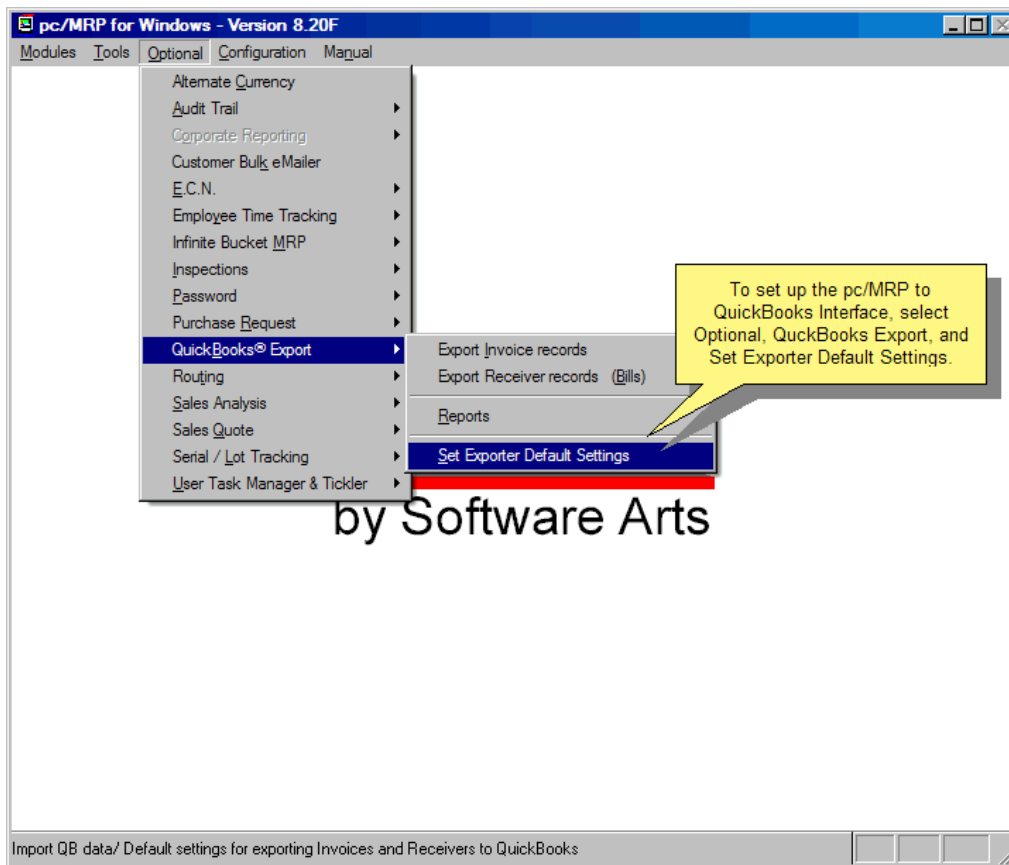 pc/MRP for Windows - Version 8.20F
Modules Tools Optional Configuration Manual
Alternate Currency
Audit Trail
Corporate Reporting
Customer Bulk eMailer
E.C.N.
Employee Time Tracking
Infinite Bucket MRP
Inspections
Password
Purchase Request
QuickBooks® Export
Routing
Sales Analysis
Sales Quote
Serial / Lot Tracking
User Task Manager & Tickler
Export Invoice records
Export Receiver records (Bills)
Reports
Set Exporter Default Settings
To set up the pc/MRP to
QuickBooks Interface, select
Optional, QuckBooks Export, and
Set Exporter Default Settings.
by Software Arts
Import QB data/ Default settings for exporting Invoices and Receivers to QuickBooks